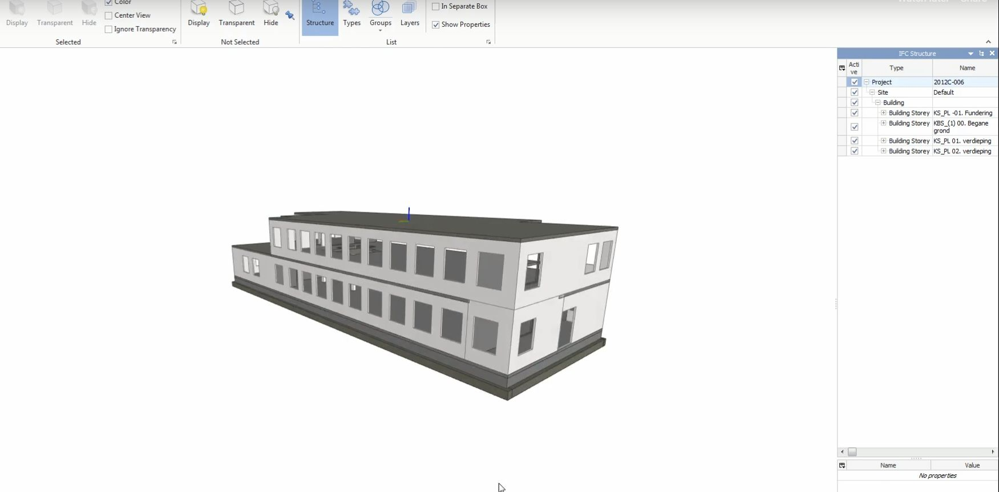 Color
Center View
Ignore Transparency
Display
Transparent
Hide
Selected
Display
Transparent
Hide
Not Selected
Structure
Types
Groups
Layers
In Separate Box
Show Properties
List
IFC Structure
Acti
ve
Type
Name
Project
2012C-006
Site
Default
Building
Building Storey
KS_PL -01. Fundering
Building Storey
KBS_(1) 00. Begane
grond
Building Storey
KS_PL 01. verdieping
Building Storey
KS_PL 02. verdieping
Name
Value
No properties